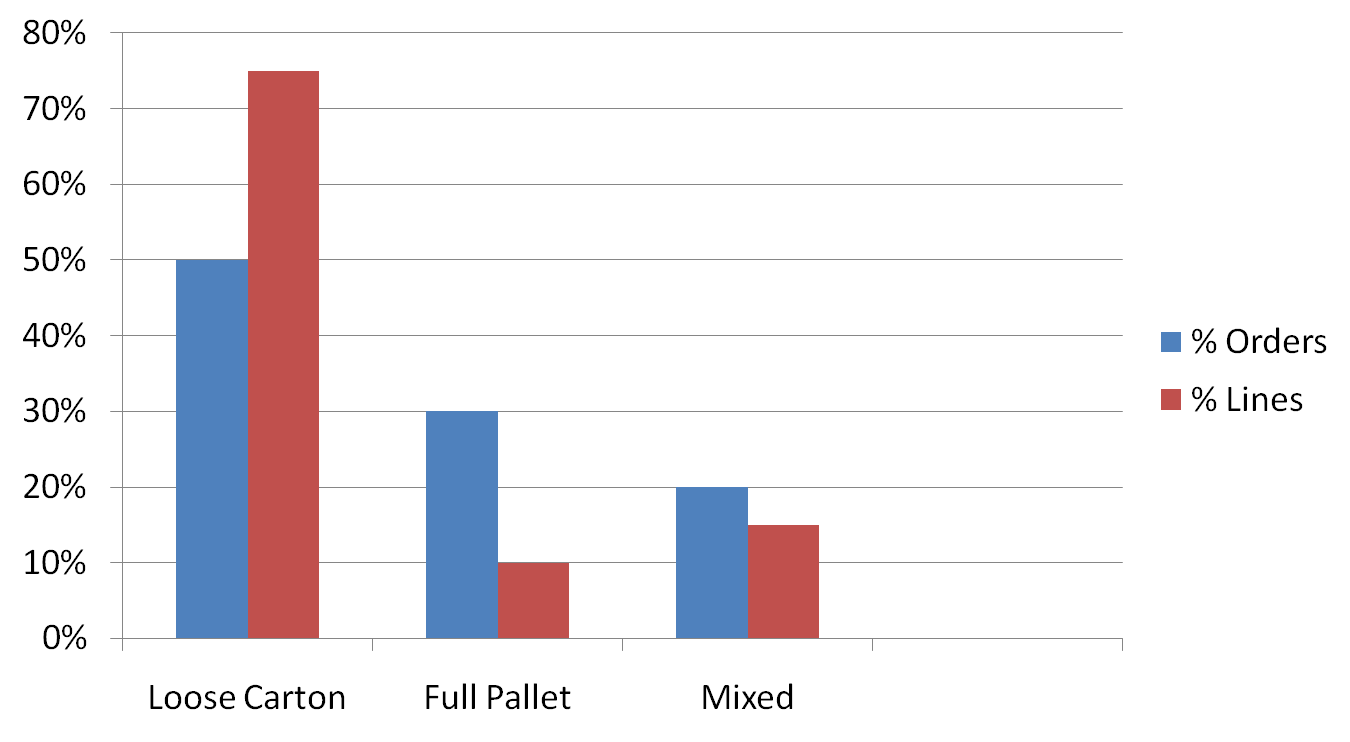 80%
70%
60%
50%
40%
30%
20%
10%
0%
Loose Carton
Full Pallet
Mixed
% Orders
% Lines